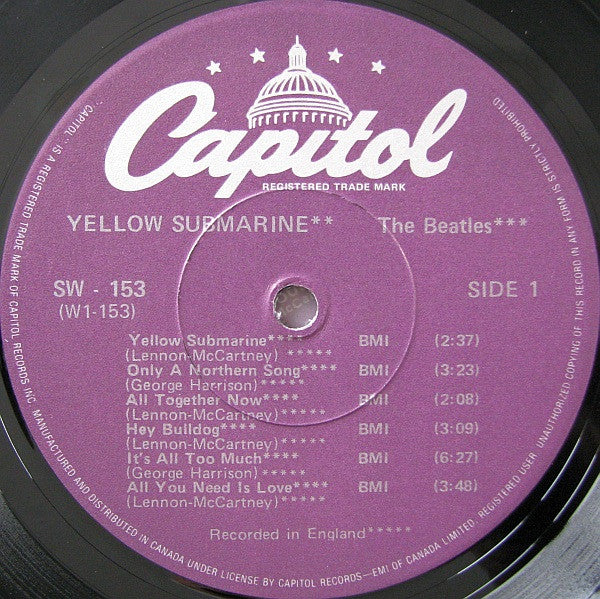 Capitol
REGISTERED TRADE MARK
YELLOW SUBMARINE** The Beatles***
SW - 153 SIDE 1
(W1-153)
Yellow Submarine**** BMI (2:37)
(Lennon-McCartney) *****
Only A Northern Song**** BMI (3:23)
(George Harrison) *****
All Together Now**** BMI (2:08)
(Lennon-McCartney) *****
Hey Bulldog**** BMI (3:09)
(Lennon-McCartney) *****
It's All Too Much**** BMI (6:27)
(George Harrison) *****
All You Need Is Love**** BMI (3:48)
(Lennon-McCartney) *****
Recorded in England*****
"CAPITOL" IS A REGISTERED TRADE MARK OF CAPITOL RECORDS INC. MANUFACTURED AND DISTRIBUTED IN CANADA UNDER LICENSE BY CAPITOL RECORDS—EMI OF CANADA LIMITED. REGISTERED USER UNAUTHORIZED COPYING OF THIS RECORD IN ANY FORM IS STRICTLY PROHIBITED